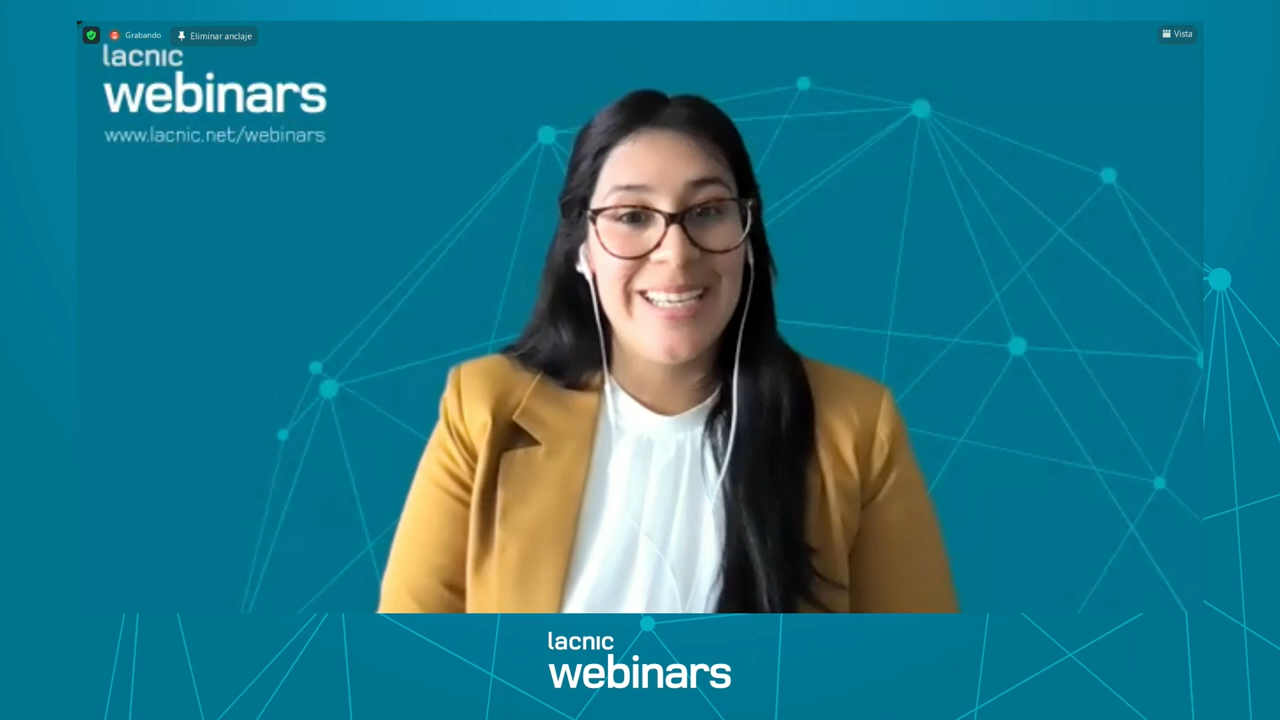 Grabando
Eliminar anclaje
Vista
lacnic
webinars
www.lacnic.net/webinars
lacnic
webinars